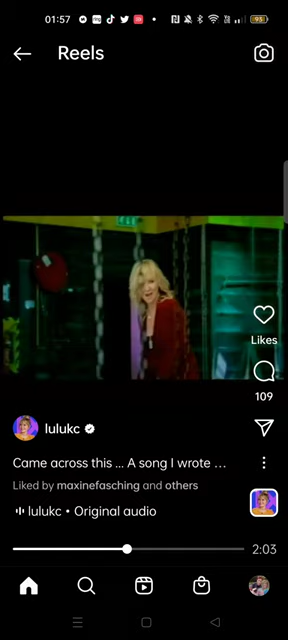 01:57
95
Reels
Likes
109
lulukc
Came across this ... A song I wrote ...
Liked by maxinefasching and others
lulukc • Original audio
2:03